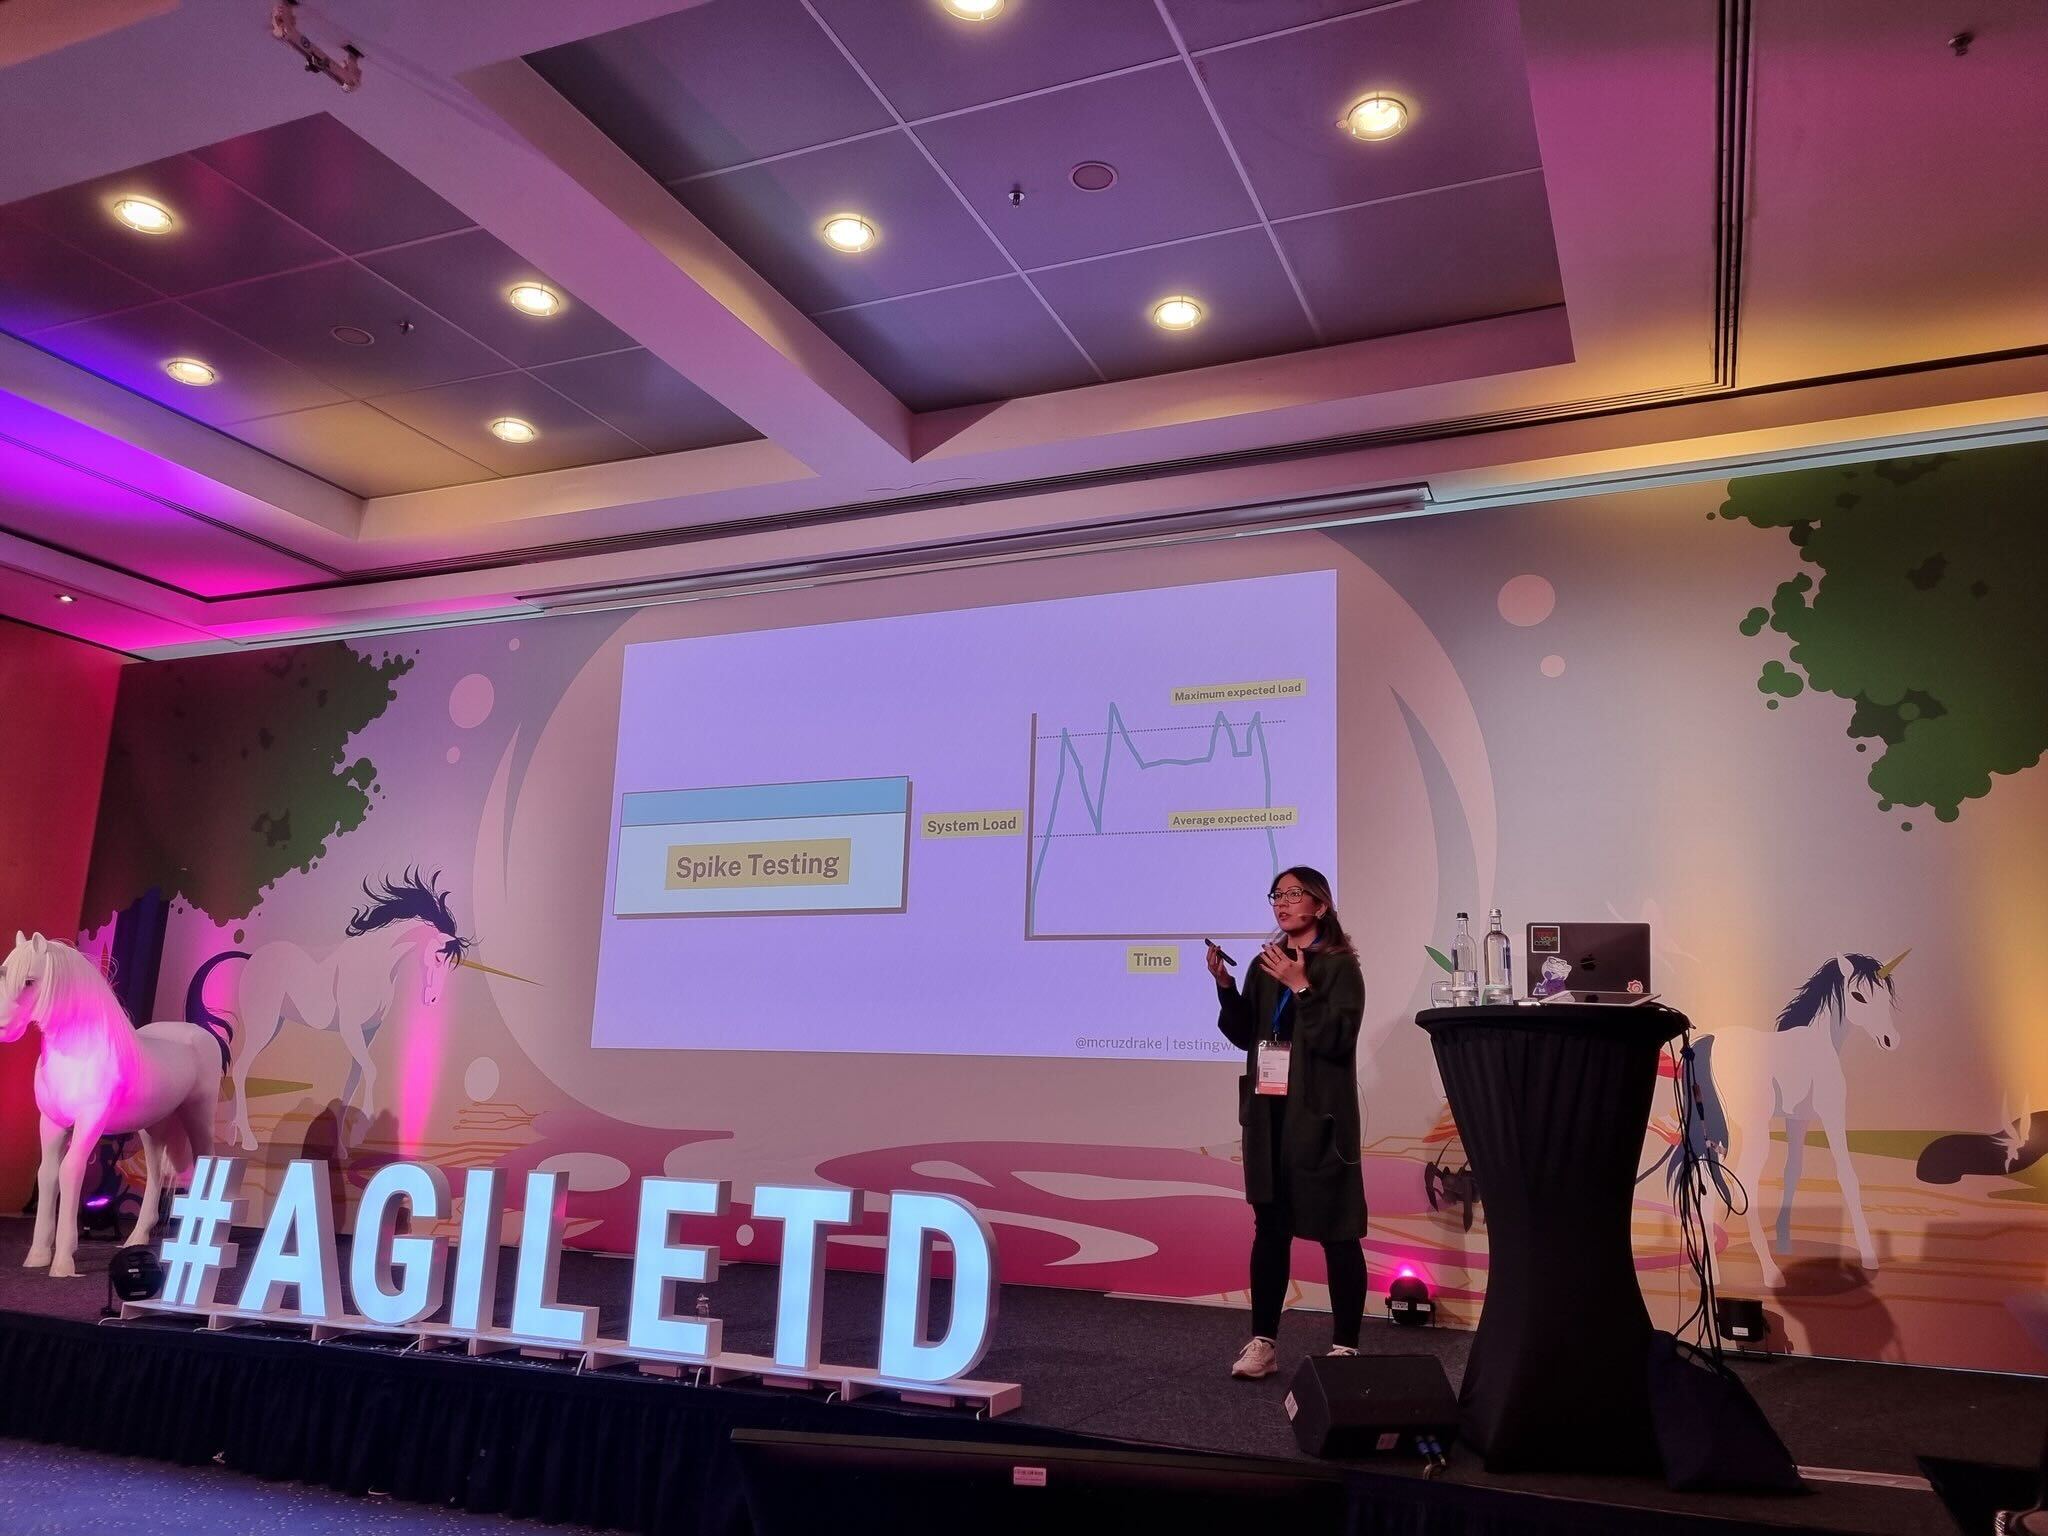 Maximum expected load
System Load
Average expected load
Spike Testing
Time
@mcruzdrake | testingw
#AGILETD